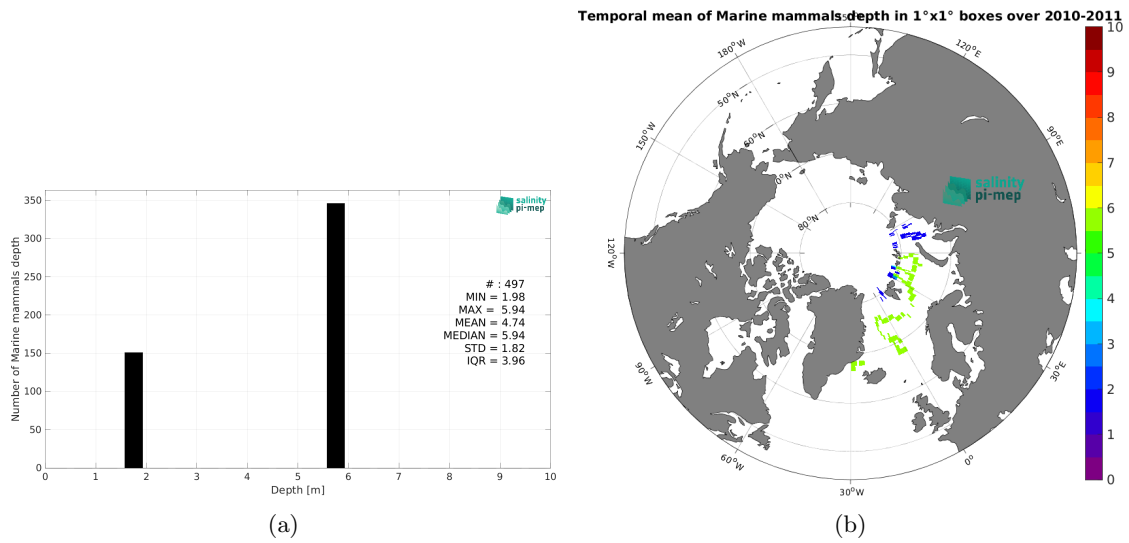 350
300
250
200
150
100
50
0
0 1 2 3 4 5 6 7 8 9 10
Depth [m]
Number of Marine mammals depth
salinity
pi-mep
# : 497
MIN = 1.98
MAX = 5.94
MEAN = 4.74
MEDIAN = 5.94
STD = 1.82
IQR = 3.96
(a)
Temporal mean of Marine mammals depth in 1°x1° boxes over 2010-2011
180°W
120°E
150°W
90°E
120°W
60°E
90°W
30°E
60°W
0°
30°W
50°N
60°N
80°N
salinity
pi-mep
10
9
8
7
6
5
4
3
2
1
0
(b)